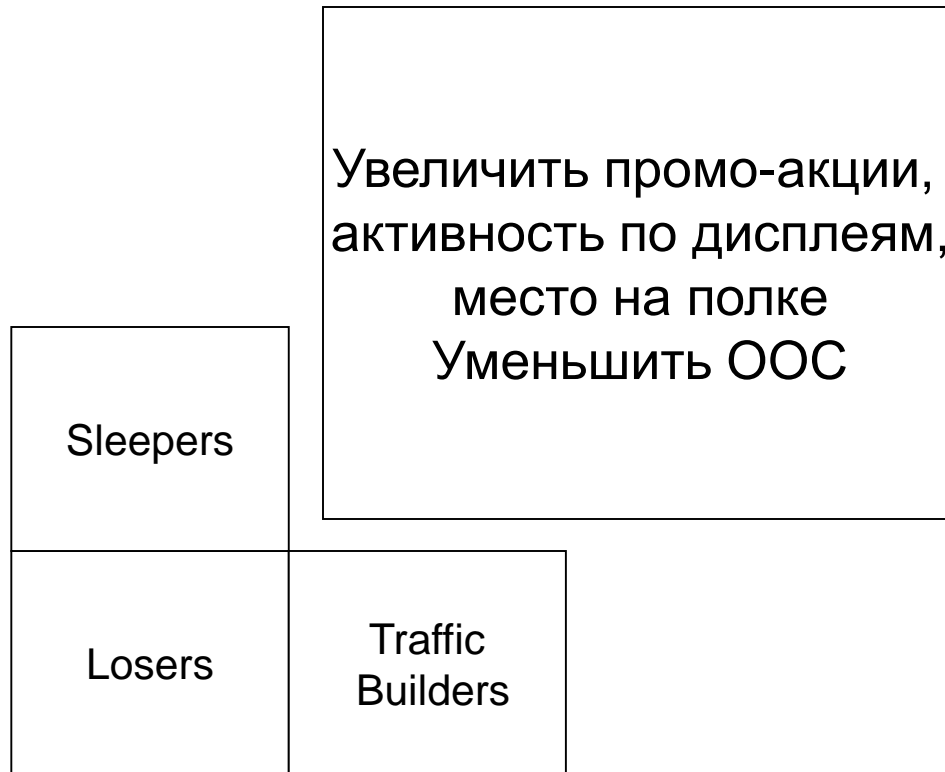 Увеличить промо-акции,
активность по дисплеям,
место на полке
Уменьшить ООС
Sleepers
Losers
Traffic
Builders